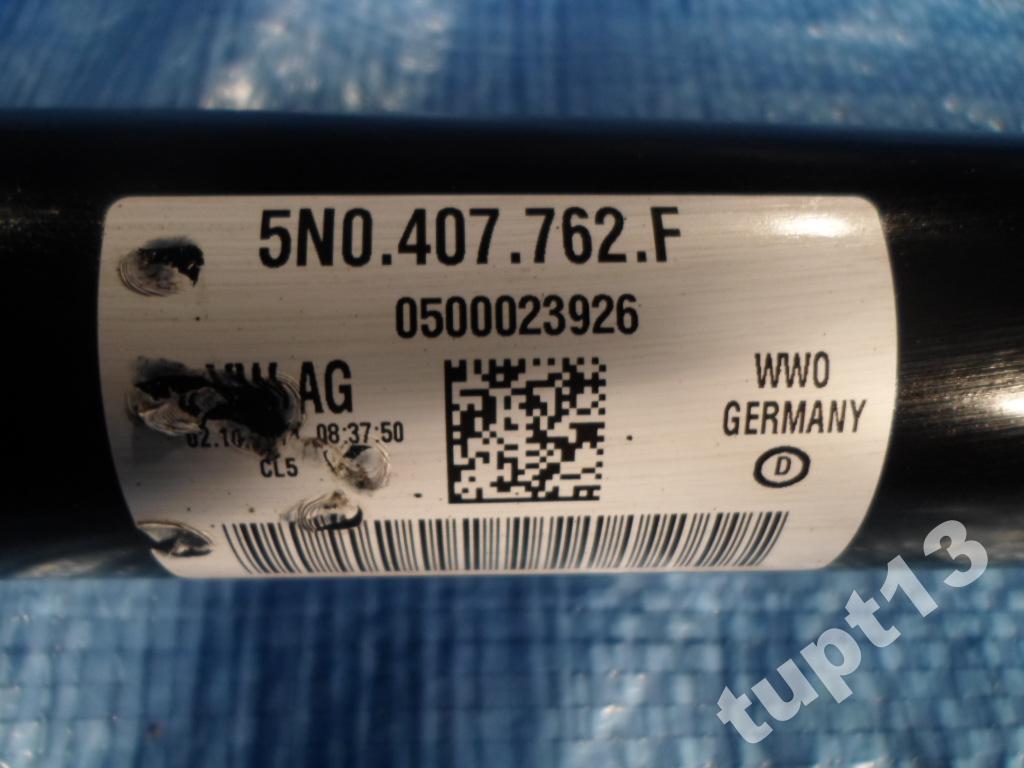 5N0.407.762.F
0500023926
AG
08:37:50
CL5
WWO
GERMANY
D
tupt13